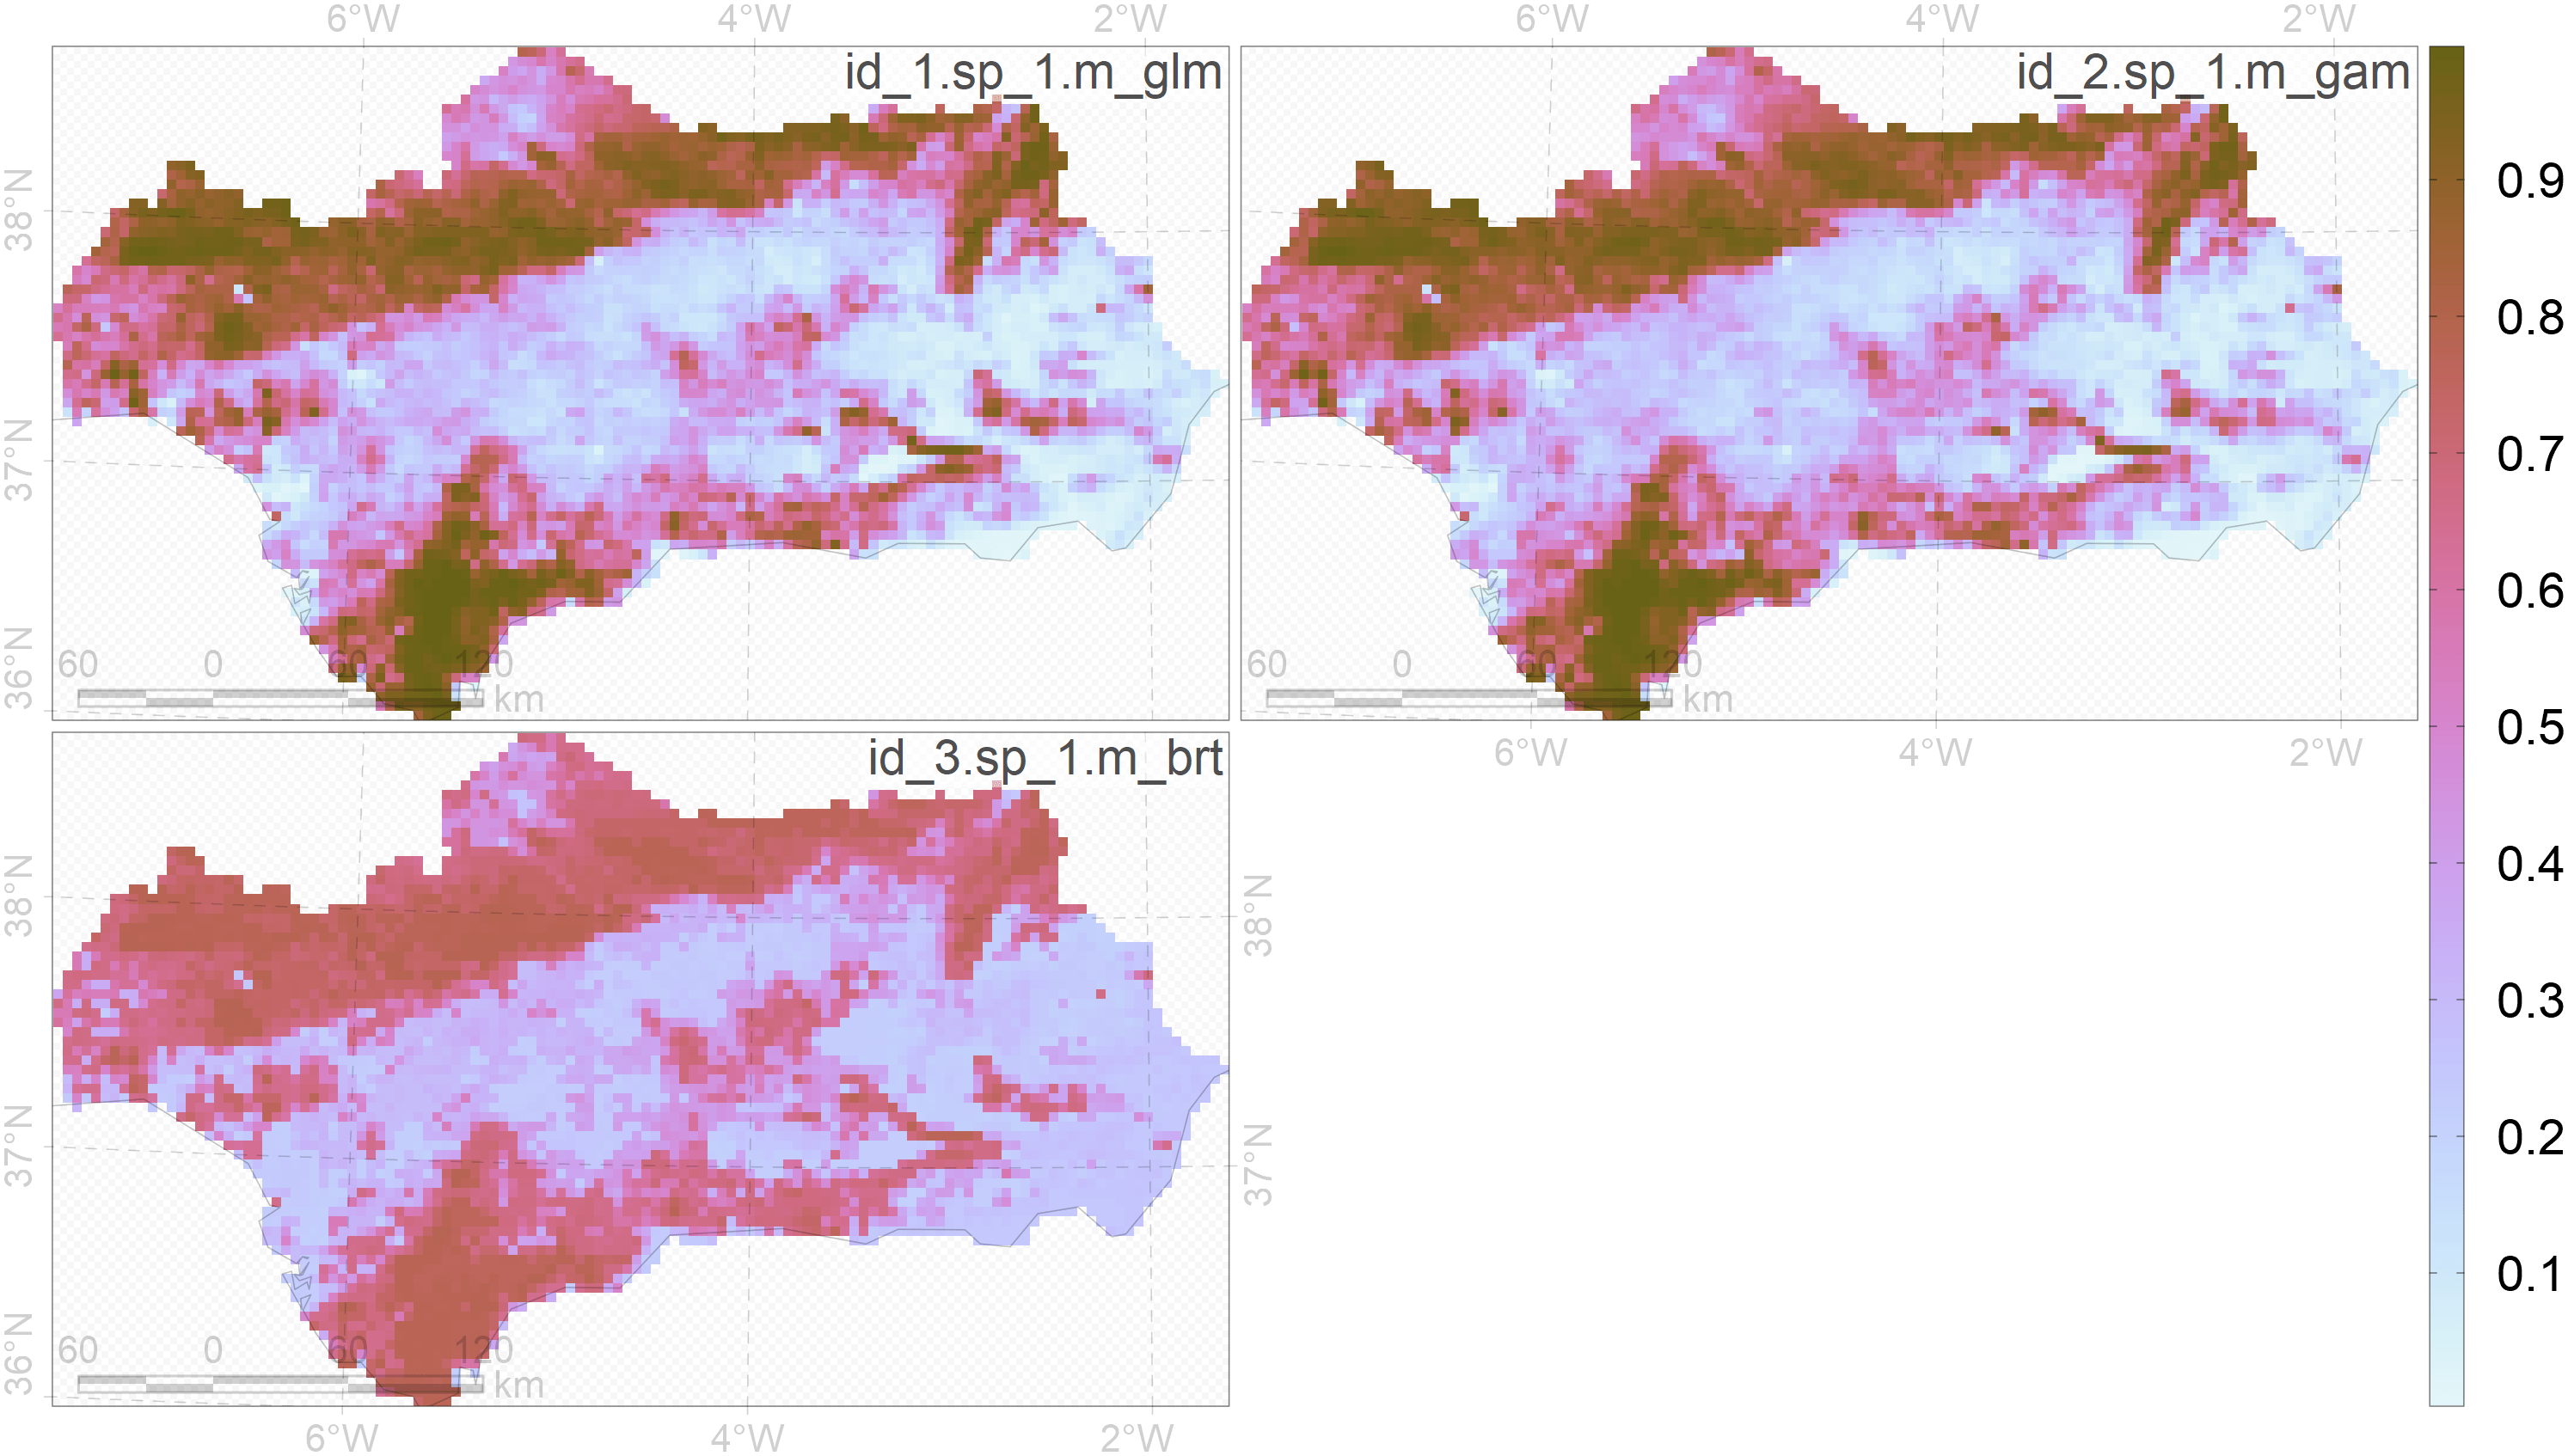 6°W 4°W 2°W 6°W 4°W 2°W
id_1.sp_1.m_glm
id_2.sp_1.m_gam
38°N
37°N
36°N
60 0 60 120
km
60 0 60 120
km
6°W 4°W 2°W
id_3.sp_1.m_brt
38°N
37°N
36°N
38°N
37°N
60 0 60 120
km
6°W 4°W 2°W
0.9
0.8
0.7
0.6
0.5
0.4
0.3
0.2
0.1